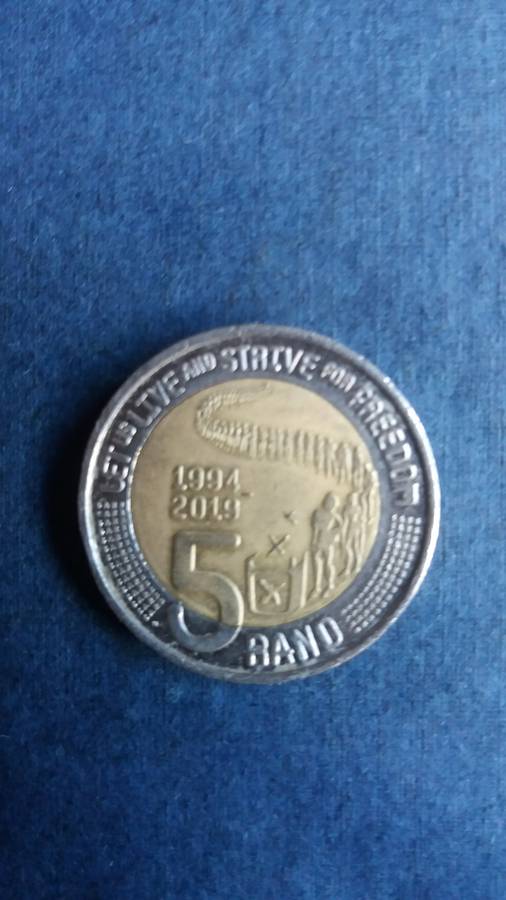 LET US LIVE AND STRIVE FOR FREEDOM
1994
2019
5
RAND